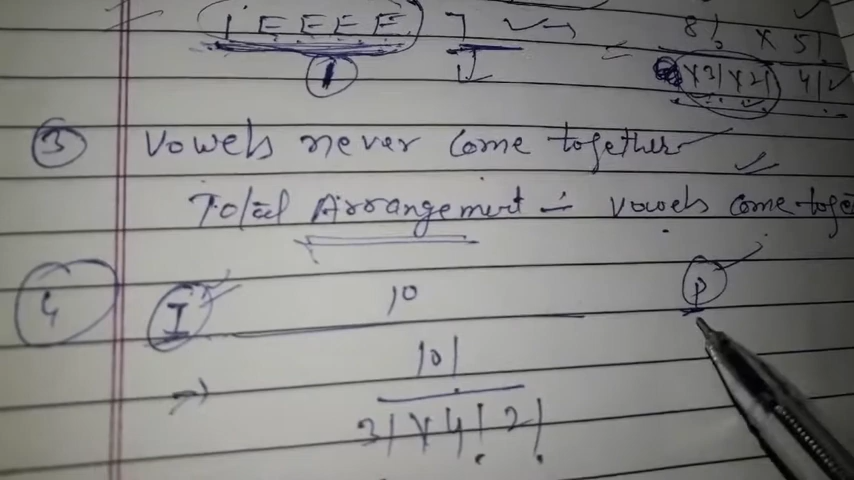 I E E E E 7 8! × 5!
1 ×3! ×2! 4!
3 Vowels never come together
Total Arrangement - vowels come toge
4 I 10 P
10!
3! × 4! 2!